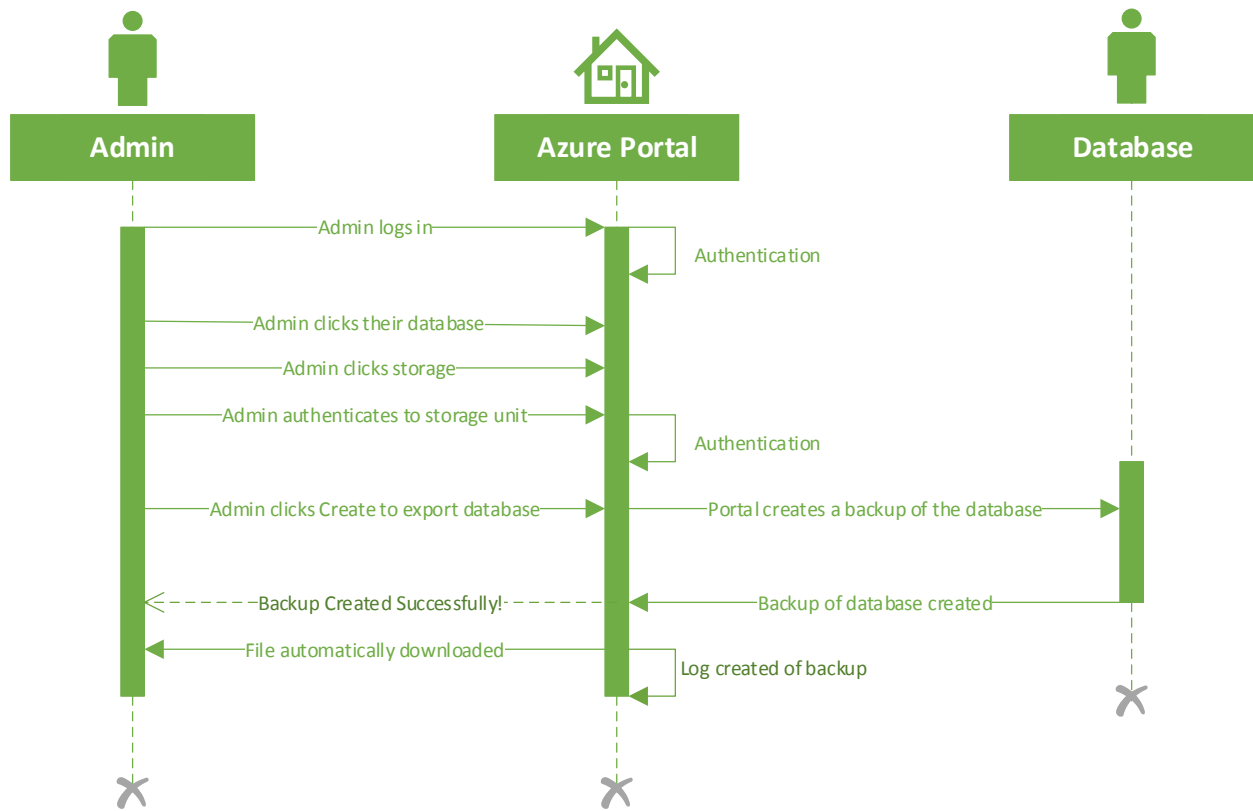 Admin
Azure Portal
Database
Admin logs in
Authentication
Admin clicks their database
Admin clicks storage
Admin authenticates to storage unit
Authentication
Admin clicks Create to export database
Portal creates a backup of the database
Backup Created Successfully!
Backup of database created
File automatically downloaded
Log created of backup